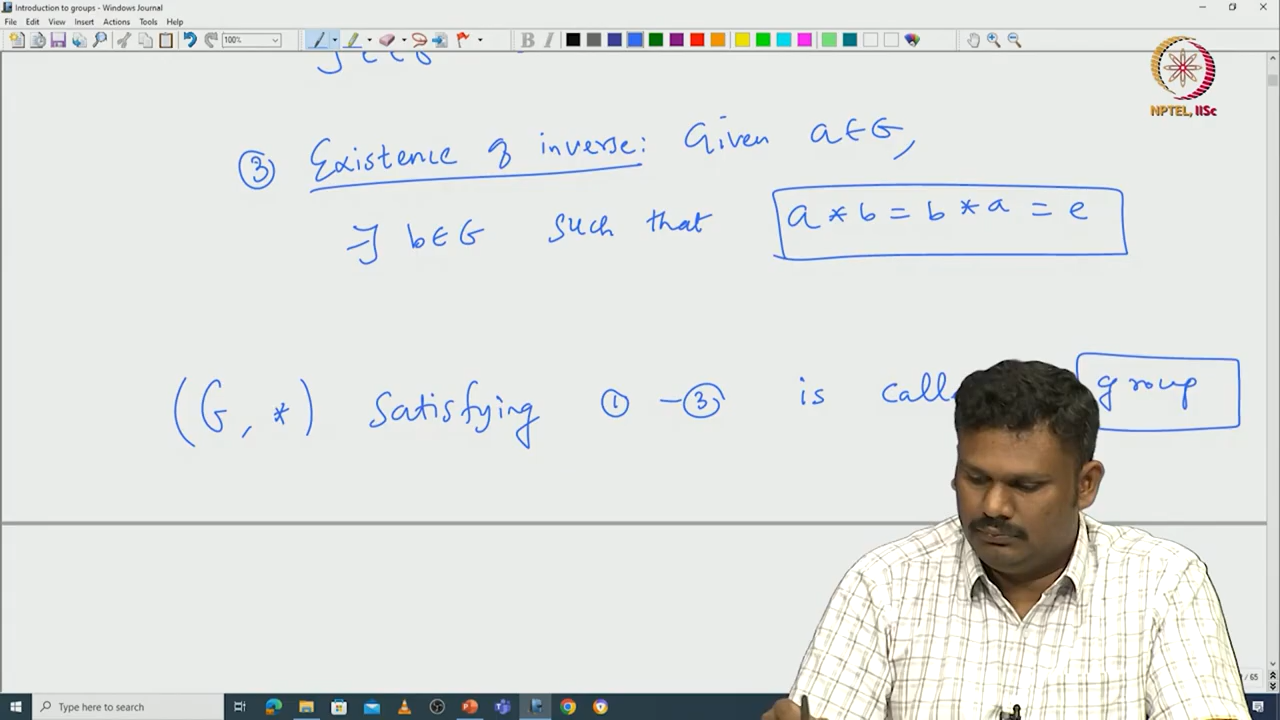 Introduction to groups - Windows Journal
File Edit View Insert Actions Tools Help
100%
B I
NPTEL, IISc
③ Existence of inverse: Given a∈G,
∃ b∈G such that a * b = b * a = e
(G, *) Satisfying ① - ③ is call group
/ 65
Type here to search